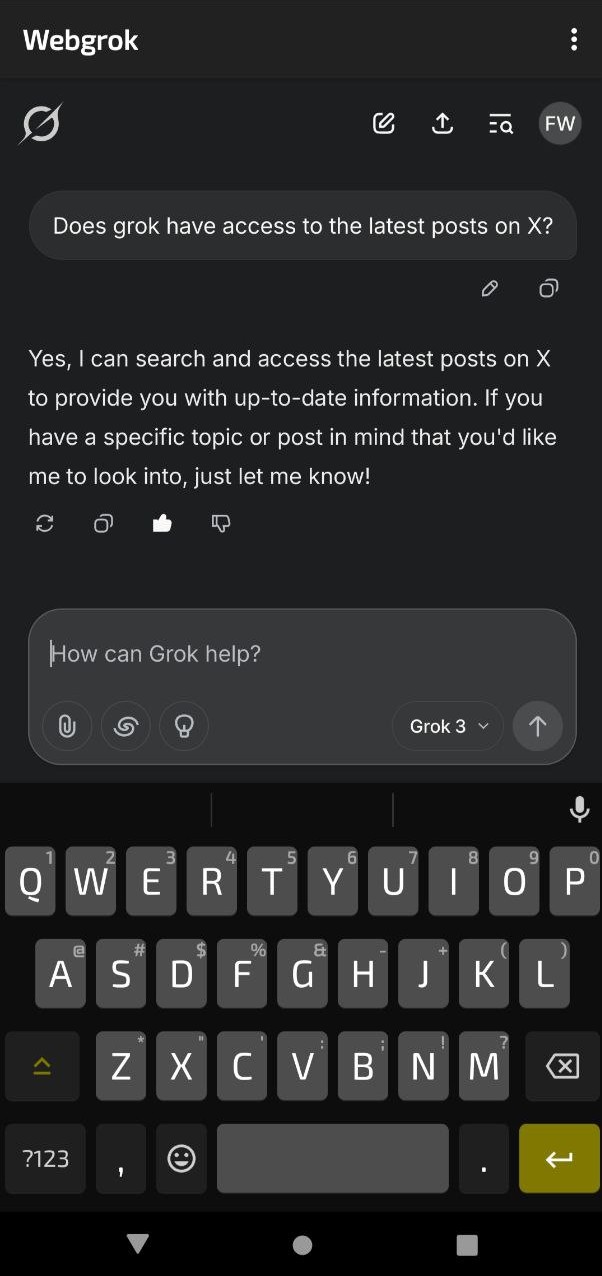 Webgrok
FW
Does grok have access to the latest posts on X?
Yes, I can search and access the latest posts on X
to provide you with up-to-date information. If you
have a specific topic or post in mind that you'd like
me to look into, just let me know!
How can Grok help?
Grok 3
1 2 3 4 5 6 7 8 9 0
Q W E R T Y U I O P
@ # $ % & - + ( )
A S D F G H J K L
* " ' : ; ! ?
Z X C V B N M
?123 , .